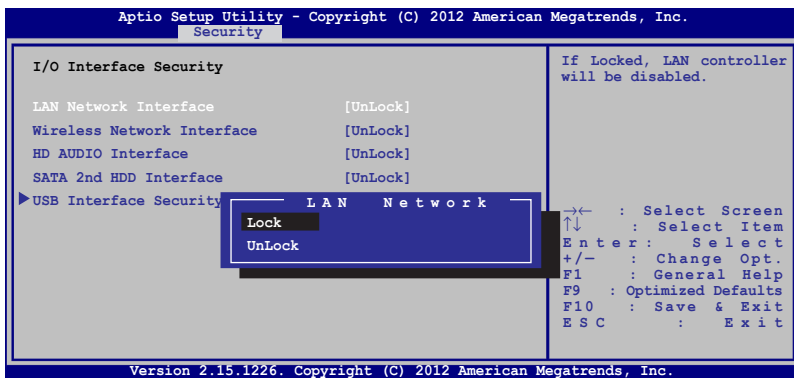 Aptio Setup Utility - Copyright (C) 2012 American Megatrends, Inc.
Security
I/O Interface Security
LAN Network Interface [UnLock]
Wireless Network Interface [UnLock]
HD AUDIO Interface [UnLock]
SATA 2nd HDD Interface [UnLock]
USB Interface Security
LAN Network
Lock
UnLock
If Locked, LAN controller
will be disabled.
→← : Select Screen
↑↓ : Select Item
Enter: Select
+/— : Change Opt.
F1 : General Help
F9 : Optimized Defaults
F10 : Save & Exit
ESC : Exit
Version 2.15.1226. Copyright (C) 2012 American Megatrends, Inc.